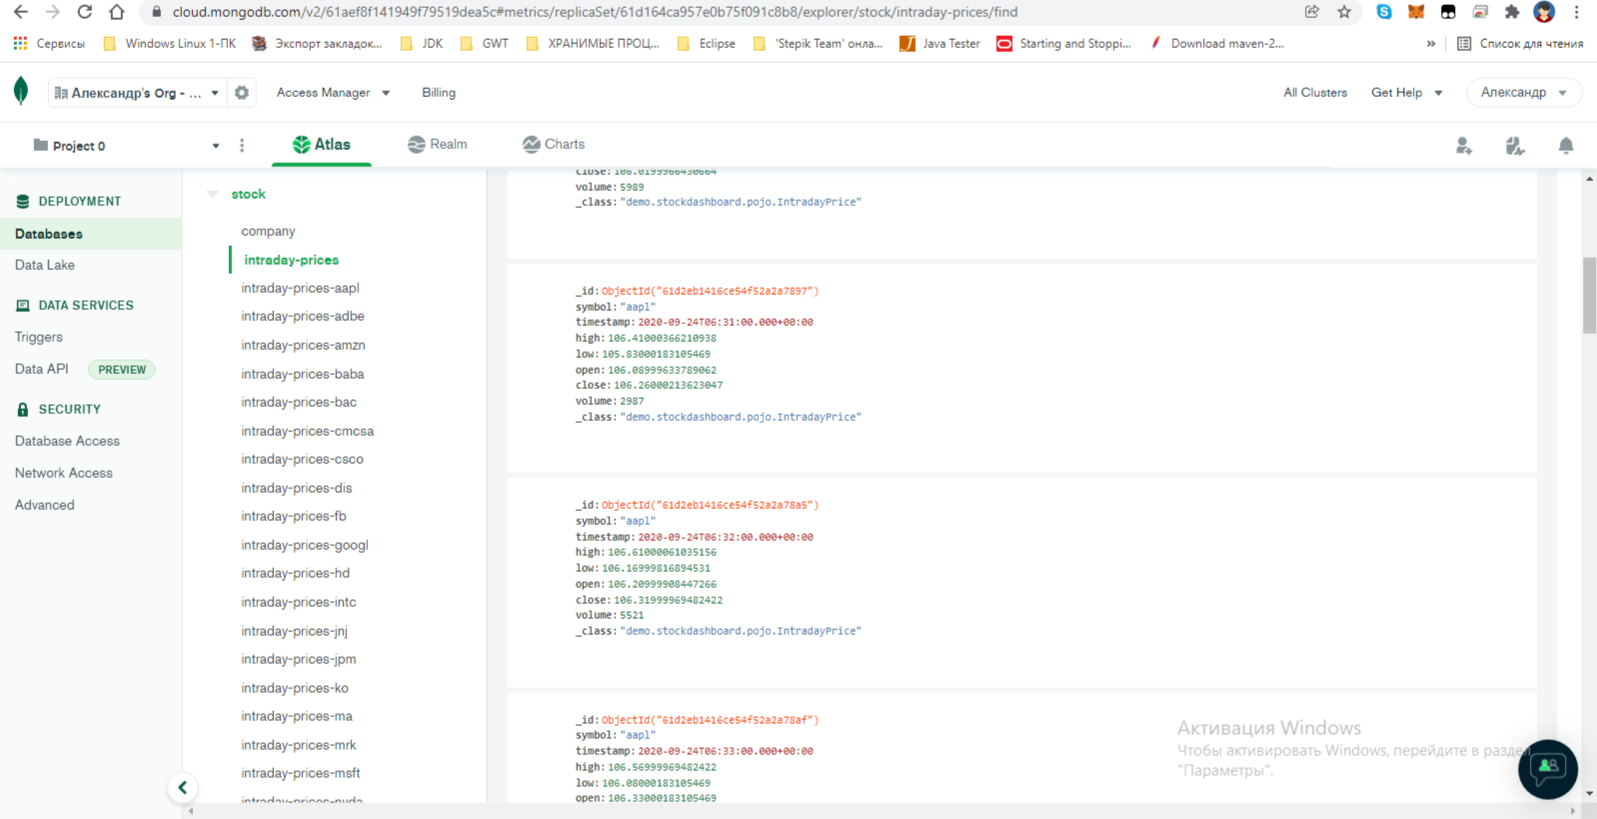 cloud.mongodb.com/v2/61aef8f141949f79519dea5c#metrics/replicaSet/61d164ca957e0b75f091c8b8/explorer/stock/intraday-prices/find
Сервисы Windows Linux 1-ПК Экспорт закладок... JDK GWT ХРАНИМЫЕ ПРОЦ... Eclipse 'Stepik Team' онла... Java Tester Starting and Stoppi... Download maven-2... » Список для чтения
Александр's Org - ... Access Manager Billing All Clusters Get Help Александр
Project 0 Atlas Realm Charts
DEPLOYMENT
Databases
Data Lake
DATA SERVICES
Triggers
Data API PREVIEW
SECURITY
Database Access
Network Access
Advanced
stock
company
intraday-prices
intraday-prices-aapl
intraday-prices-adbe
intraday-prices-amzn
intraday-prices-baba
intraday-prices-bac
intraday-prices-cmcsa
intraday-prices-csco
intraday-prices-dis
intraday-prices-fb
intraday-prices-googl
intraday-prices-hd
intraday-prices-intc
intraday-prices-jnj
intraday-prices-jpm
intraday-prices-ko
intraday-prices-ma
intraday-prices-mrk
intraday-prices-msft
intraday-prices-nvda
close: 106.0199966430664
volume: 5989
_class: "demo.stockdashboard.pojo.IntradayPrice"
_id: ObjectId("61d2eb1416ce54f52a2a7897")
symbol: "aapl"
timestamp: 2020-09-24T06:31:00.000+00:00
high: 106.41000366210938
low: 105.83000183105469
open: 106.08999633789062
close: 106.26000213623047
volume: 2987
_class: "demo.stockdashboard.pojo.IntradayPrice"
_id: ObjectId("61d2eb1416ce54f52a2a78a5")
symbol: "aapl"
timestamp: 2020-09-24T06:32:00.000+00:00
high: 106.61000061035156
low: 106.16999816894531
open: 106.20999908447266
close: 106.31999969482422
volume: 5521
_class: "demo.stockdashboard.pojo.IntradayPrice"
_id: ObjectId("61d2eb1416ce54f52a2a78af")
symbol: "aapl"
timestamp: 2020-09-24T06:33:00.000+00:00
high: 106.56999969482422
low: 106.08000183105469
open: 106.33000183105469
Активация Windows
Чтобы активировать Windows, перейдите в раздел
"Параметры".